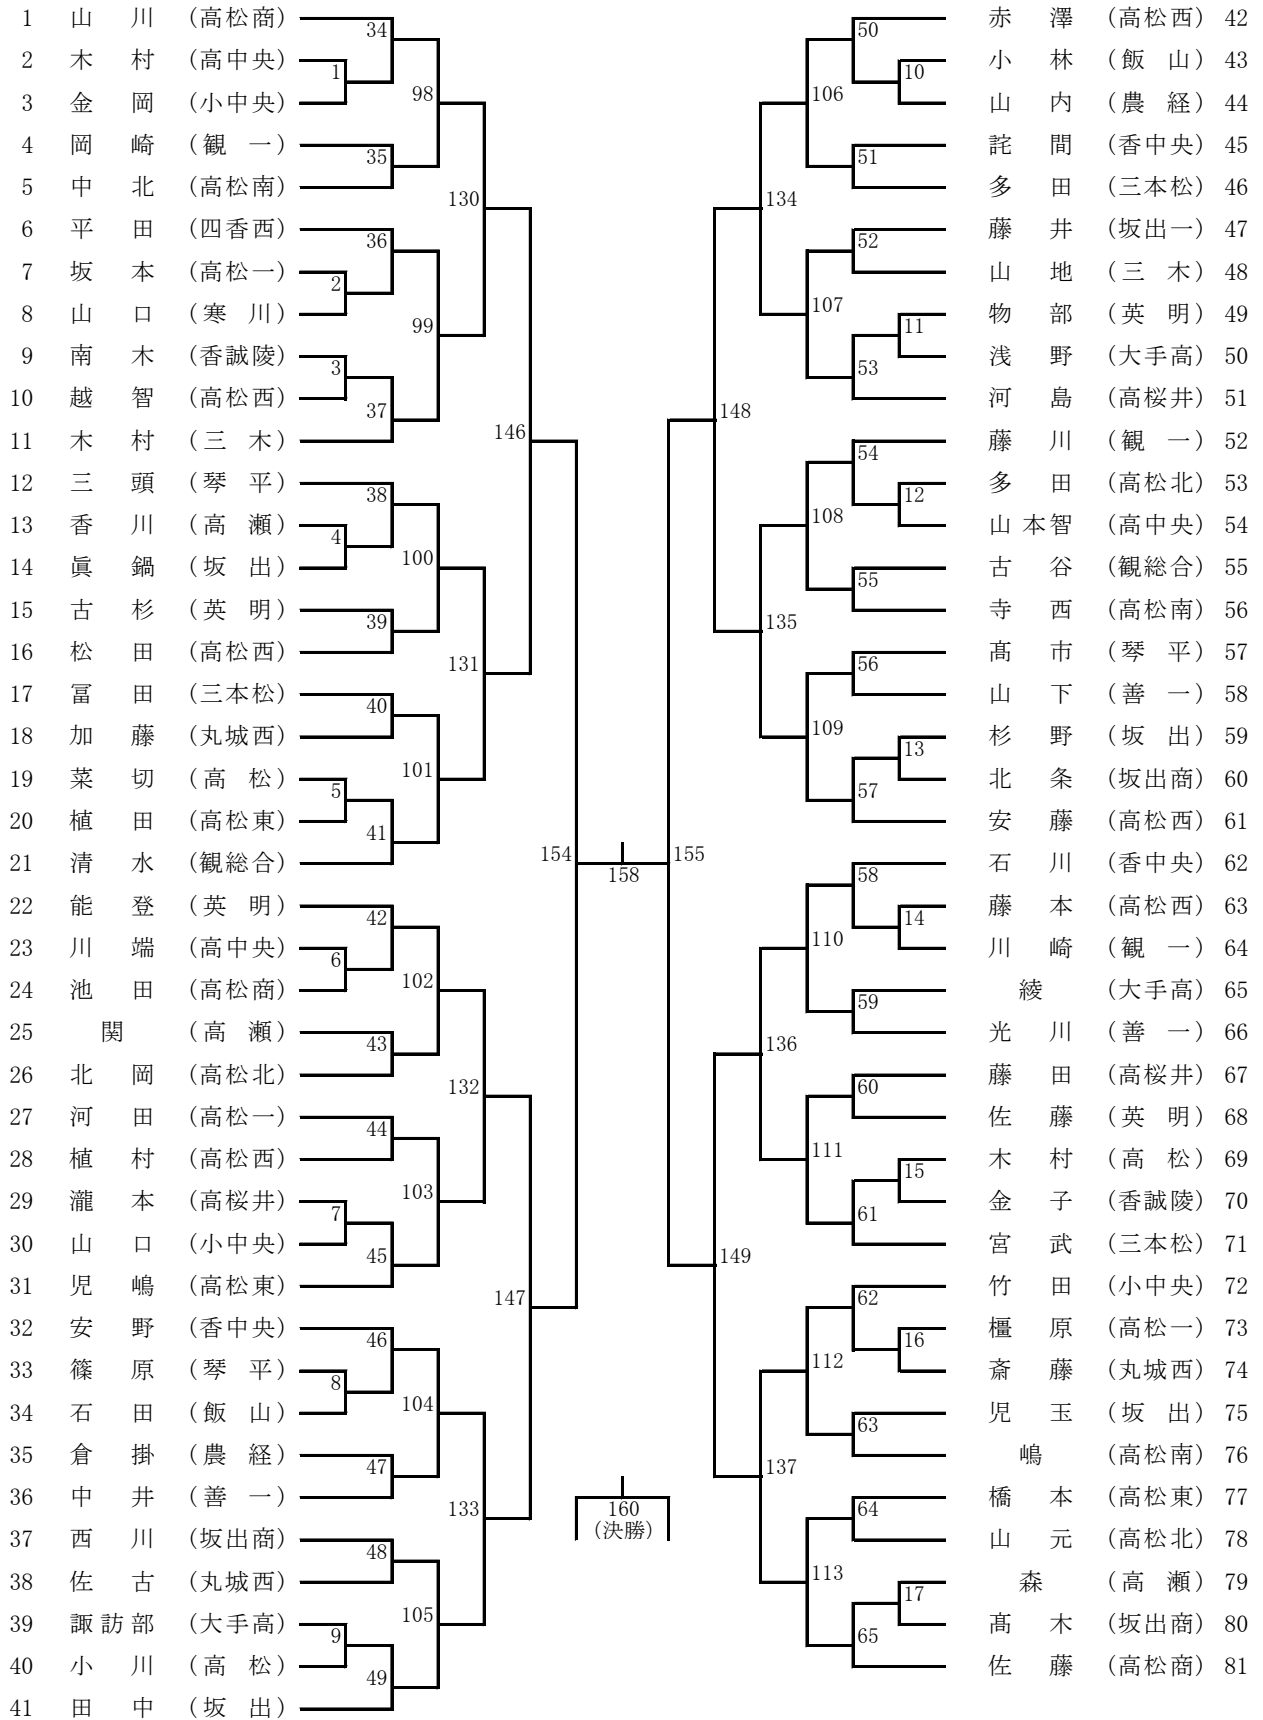 1 山川 (高松商)
2 木村 (高中央)
3 金岡 (小中央)
4 岡崎 (観一)
5 中北 (高松南)
6 平田 (四香西)
7 坂本 (高松一)
8 山口 (寒川)
9 南木 (香誠陵)
10 越智 (高松西)
11 木村 (三木)
12 三頭 (琴平)
13 香川 (高瀬)
14 眞鍋 (坂出)
15 古杉 (英明)
16 松田 (高松西)
17 冨田 (三本松)
18 加藤 (丸城西)
19 菜切 (高松)
20 植田 (高松東)
21 清水 (観総合)
22 能登 (英明)
23 川端 (高中央)
24 池田 (高松商)
25 関 (高瀬)
26 北岡 (高松北)
27 河田 (高松一)
28 植村 (高松西)
29 瀧本 (高桜井)
30 山口 (小中央)
31 児嶋 (高松東)
32 安野 (香中央)
33 篠原 (琴平)
34 石田 (飯山)
35 倉掛 (農経)
36 中井 (善一)
37 西川 (坂出商)
38 佐古 (丸城西)
39 諏訪部 (大手高)
40 小川 (高松)
41 田中 (坂出)
1
2
3
4
5
6
7
8
9
34
35
36
37
38
39
40
41
42
43
44
45
46
47
48
49
98
99
100
101
102
103
104
105
130
131
132
133
146
147
154
158
155
160
(決勝)
148
149
134
135
136
137
106
107
108
109
110
111
112
113
50
51
52
53
54
55
56
57
58
59
60
61
62
63
64
65
10
11
12
13
14
15
16
17
赤澤 (高松西) 42
小林 (飯山) 43
山内 (農経) 44
詫間 (香中央) 45
多田 (三本松) 46
藤井 (坂出一) 47
山地 (三木) 48
物部 (英明) 49
浅野 (大手高) 50
河島 (高桜井) 51
藤川 (観一) 52
多田 (高松北) 53
山本智 (高中央) 54
古谷 (観総合) 55
寺西 (高松南) 56
髙市 (琴平) 57
山下 (善一) 58
杉野 (坂出) 59
北条 (坂出商) 60
安藤 (高松西) 61
石川 (香中央) 62
藤本 (高松西) 63
川崎 (観一) 64
綾 (大手高) 65
光川 (善一) 66
藤田 (高桜井) 67
佐藤 (英明) 68
木村 (高松) 69
金子 (香誠陵) 70
宮武 (三本松) 71
竹田 (小中央) 72
橿原 (高松一) 73
斎藤 (丸城西) 74
児玉 (坂出) 75
嶋 (高松南) 76
橋本 (高松東) 77
山元 (高松北) 78
森 (高瀬) 79
髙木 (坂出商) 80
佐藤 (高松商) 81